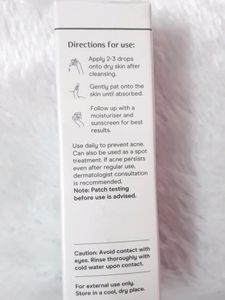 Directions for use:
Apply 2-3 drops
onto dry skin after
cleansing.
Gently pat onto the
skin until absorbed.
Follow up with a
moisturiser and
sunscreen for best
results.
Use daily to prevent acne.
Can also be used as a spot
treatment. If acne persists
even after regular use,
dermatologist consultation
is recommended.
Note: Patch testing
before use is advised.
Caution: Avoid contact with
eyes. Rinse thoroughly with
cold water upon contact.
For external use only.
Store in a cool, dry place.